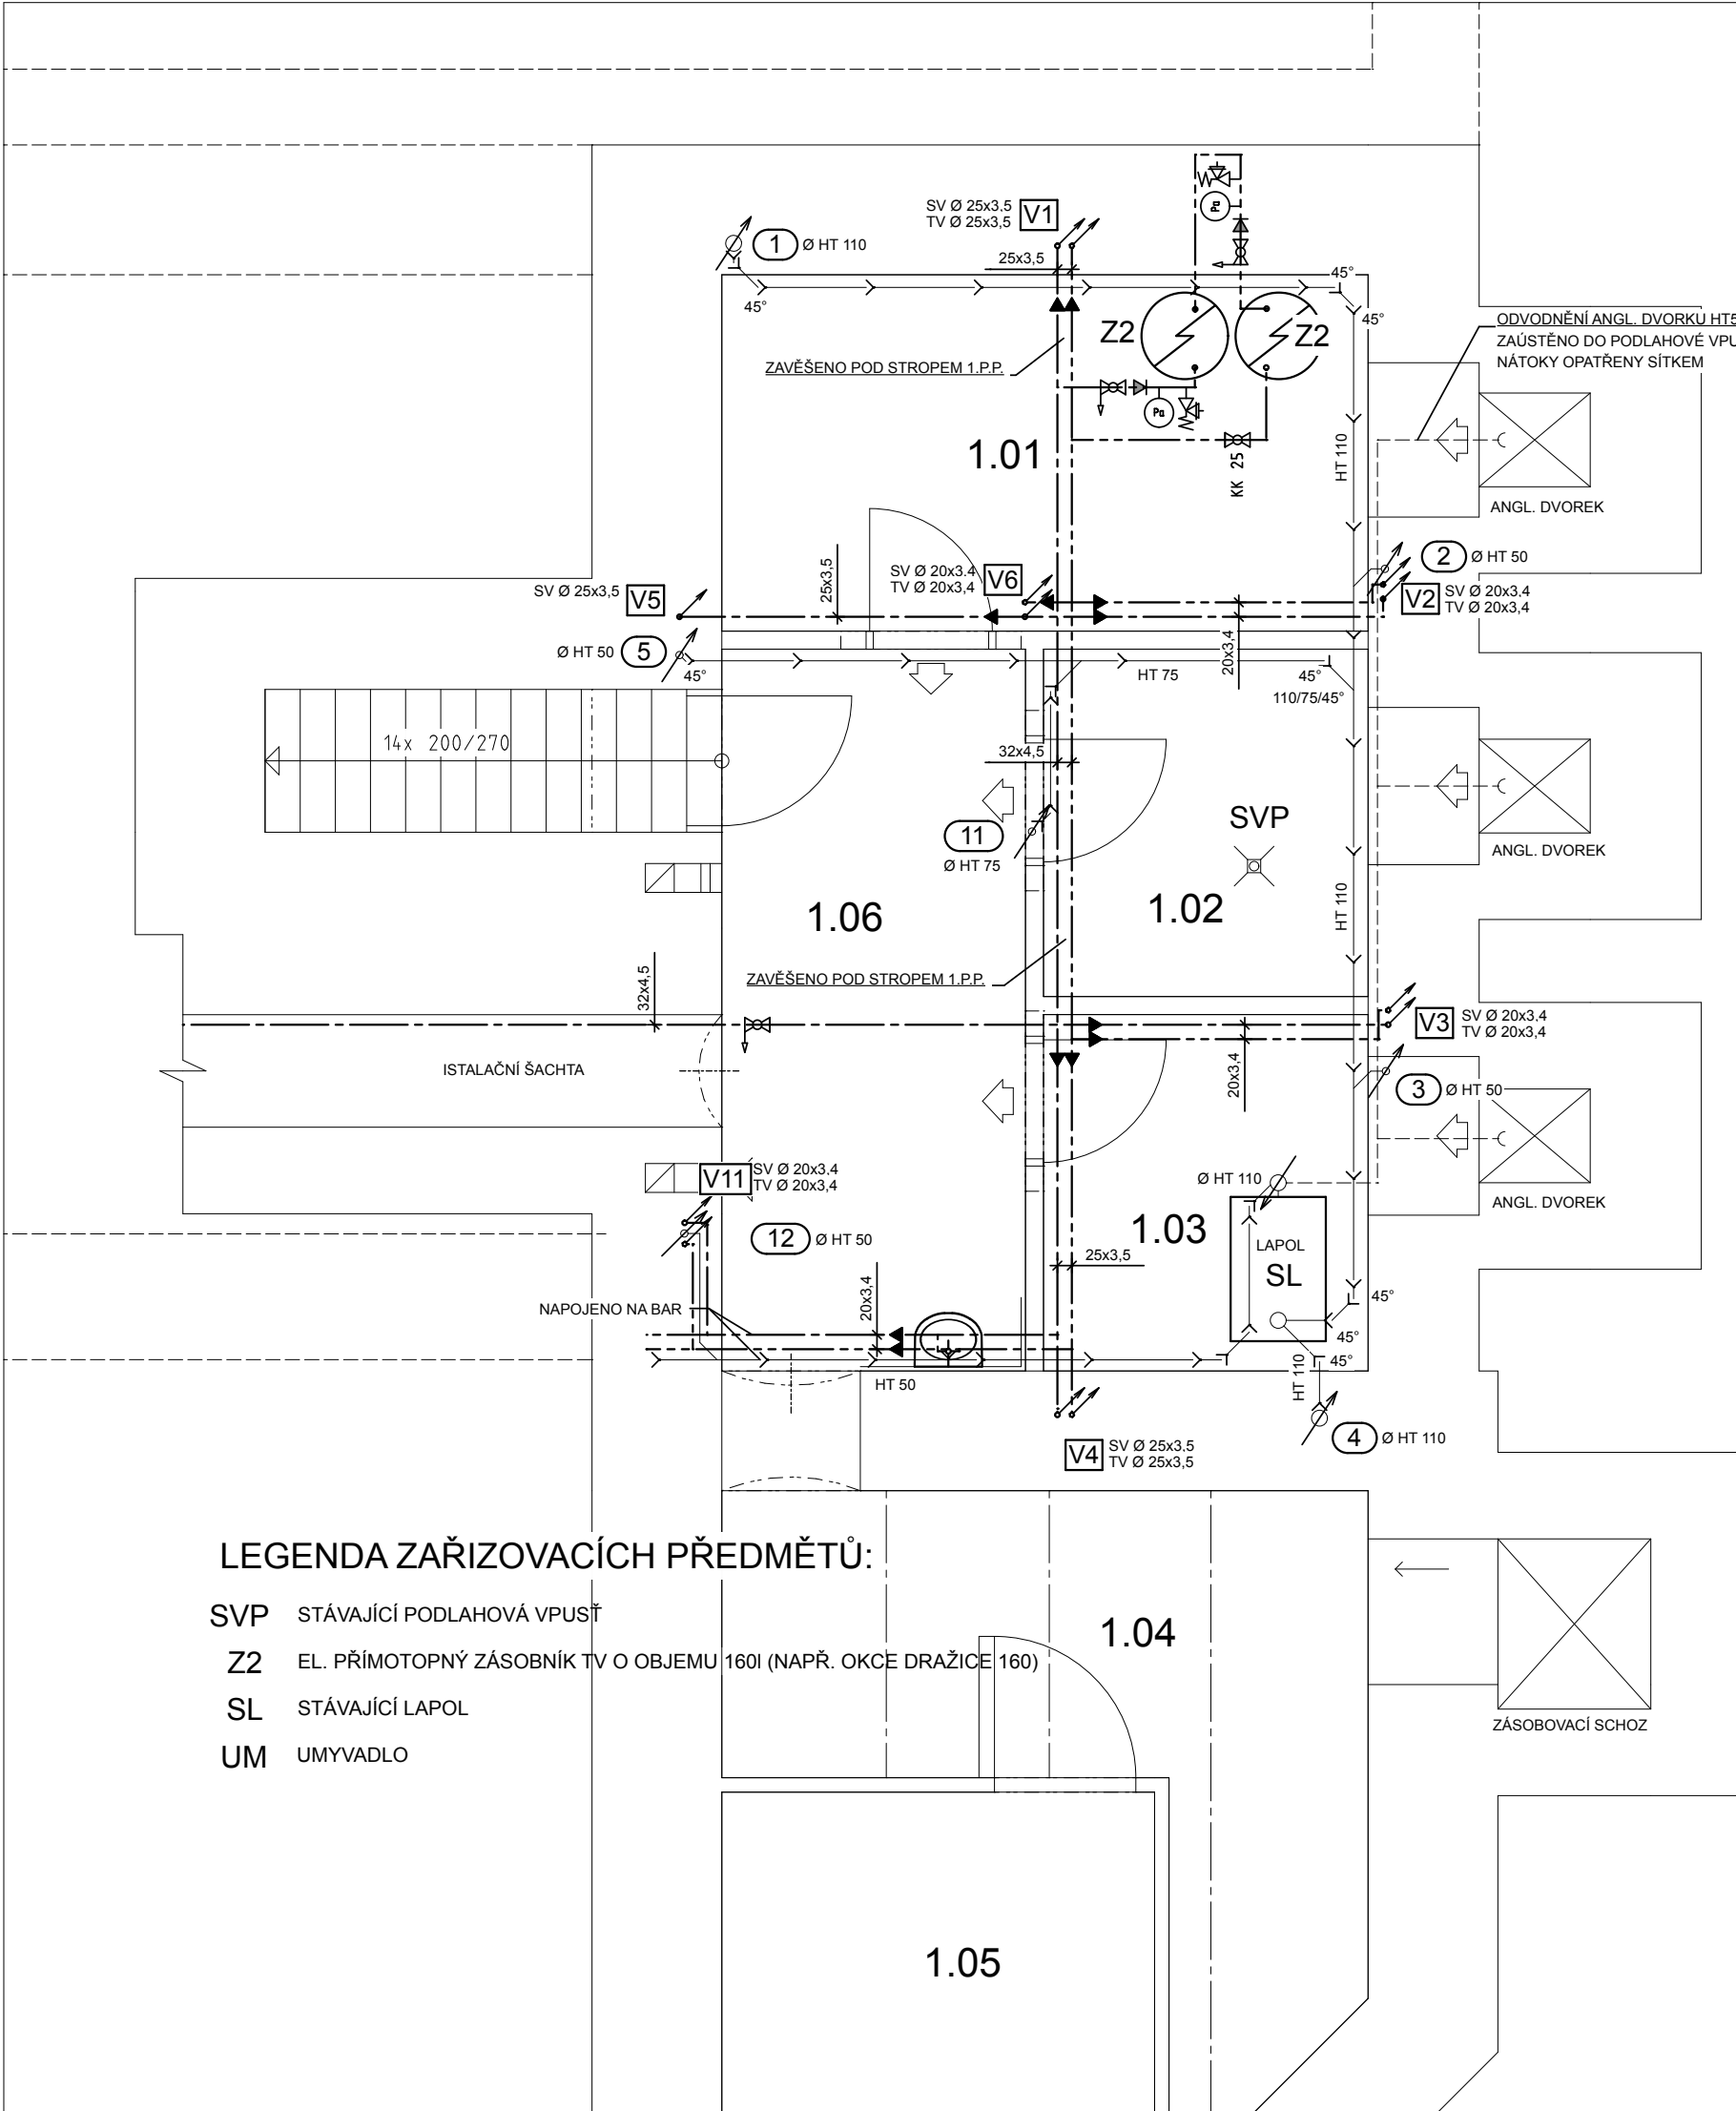 SV Ø 25x3,5
TV Ø 25x3,5
V1
Pa
1
Ø HT 110
25x3,5
45°
45°
45°
Z2
Z2
ODVODNĚNÍ ANGL. DVORKU HT5
ZAÚSTĚNO DO PODLAHOVÉ VPU
NÁTOKY OPATŘENY SÍTKEM
ZAVĚŠENO POD STROPEM 1.P.P.
Pa
1.01
HT 110
KK 25
ANGL. DVOREK
2
Ø HT 50
25x3,5
SV Ø 20x3,4
TV Ø 20x3,4
V6
SV Ø 25x3,5
V5
V2
SV Ø 20x3,4
TV Ø 20x3,4
Ø HT 50
5
45°
20x3,4
HT 75
45°
110/75/45°
14x 200/270
32x4,5
SVP
11
Ø HT 75
ANGL. DVOREK
HT 110
1.06
1.02
ZAVĚŠENO POD STROPEM 1.P.P.
32x4,5
V3
SV Ø 20x3,4
TV Ø 20x3,4
ISTALAČNÍ ŠACHTA
20x3,4
3
Ø HT 50
V11
SV Ø 20x3,4
TV Ø 20x3,4
Ø HT 110
ANGL. DVOREK
12
Ø HT 50
1.03
LAPOL
SL
25x3,5
20x3,4
NAPOJENO NA BAR
45°
45°
45°
HT 50
HT 110
4
Ø HT 110
V4
SV Ø 25x3,5
TV Ø 25x3,5
LEGENDA ZAŘIZOVACÍCH PŘEDMĚTŮ:
SVP STÁVAJÍCÍ PODLAHOVÁ VPUSŤ
Z2 EL. PŘÍMOTOPNÝ ZÁSOBNÍK TV O OBJEMU 160l (NAPŘ. OKCE DRAŽICE 160)
SL STÁVAJÍCÍ LAPOL
UM UMYVADLO
1.04
ZÁSOBOVACÍ SCHOZ
1.05